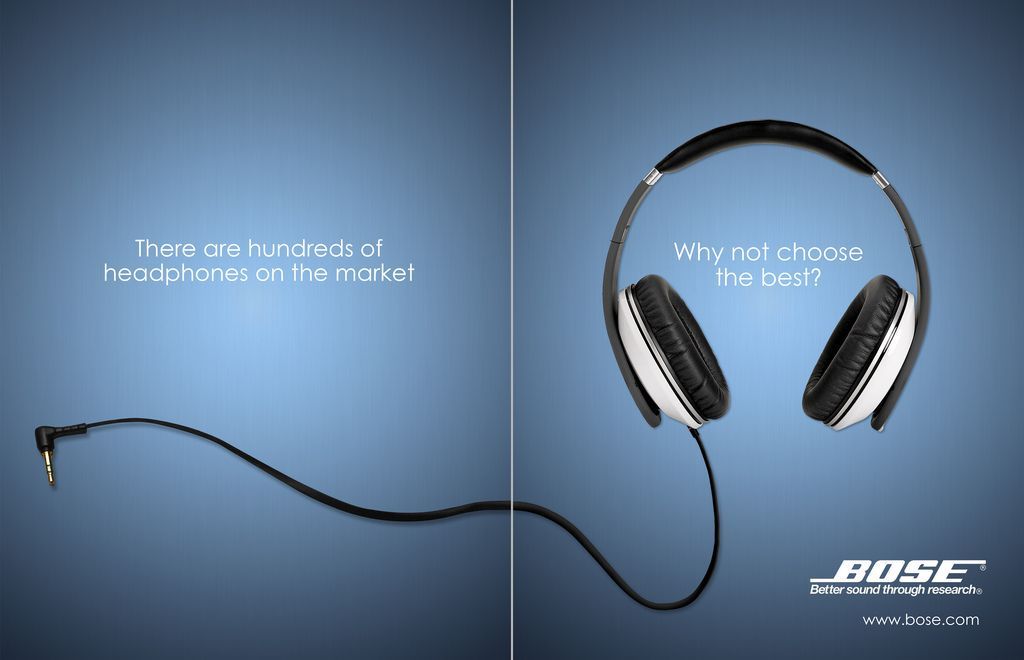 There are hundreds of
headphones on the market
Why not choose
the best?
BOSE®
Better sound through research®
www.bose.com